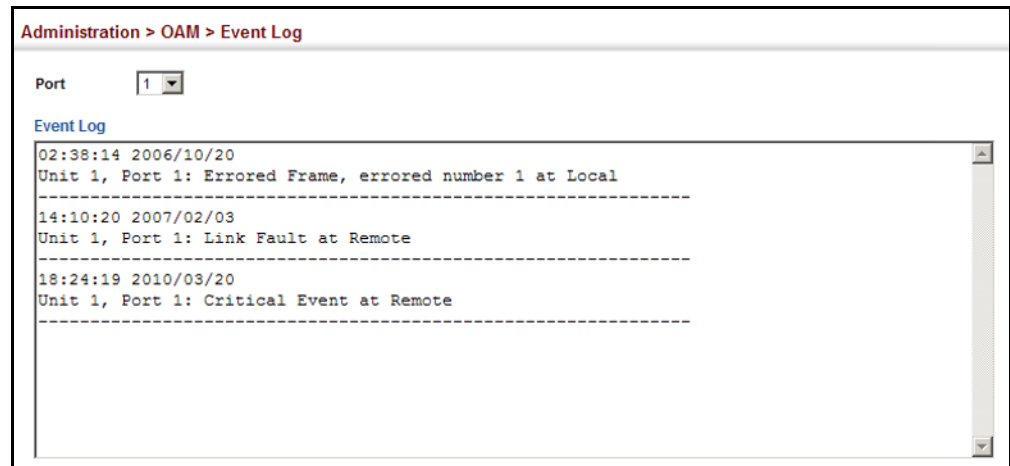 Administration > OAM > Event Log
Port 1
Event Log
02:38:14 2006/10/20
Unit 1, Port 1: Errored Frame, errored number 1 at Local
---------------------------------------------------------------
14:10:20 2007/02/03
Unit 1, Port 1: Link Fault at Remote
---------------------------------------------------------------
18:24:19 2010/03/20
Unit 1, Port 1: Critical Event at Remote
---------------------------------------------------------------